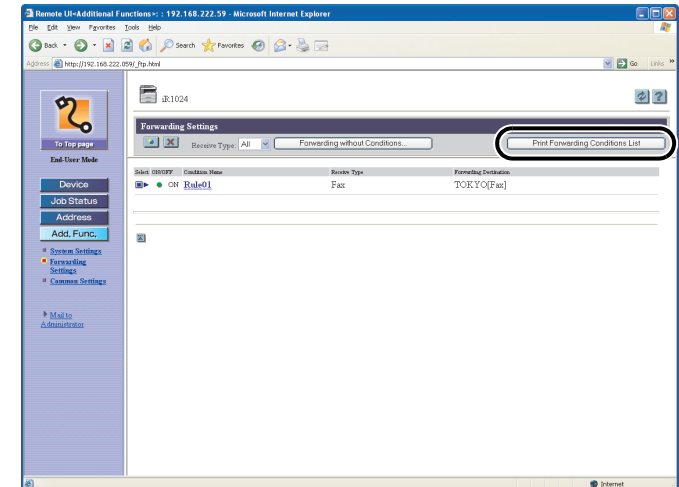 Remote UI<Additional Functions>: : 192.168.222.59 - Microsoft Internet Explorer
File Edit View Favorites Tools Help
Back Search Favorites
Address http://192.168.222.059/_ftp.html Go Links »
iR1024
To Top page
End-User Mode
Device
Job Status
Address
Add. Func.
System Settings
Forwarding
Settings
Common Settings
Mail to
Administrator
Forwarding Settings
Receive Type: All Forwarding without Conditions... Print Forwarding Conditions List
Select ON/OFF Condition Name Receive Type Forwarding Destination
ON Rule01 Fax TOKYO[Fax]
Internet